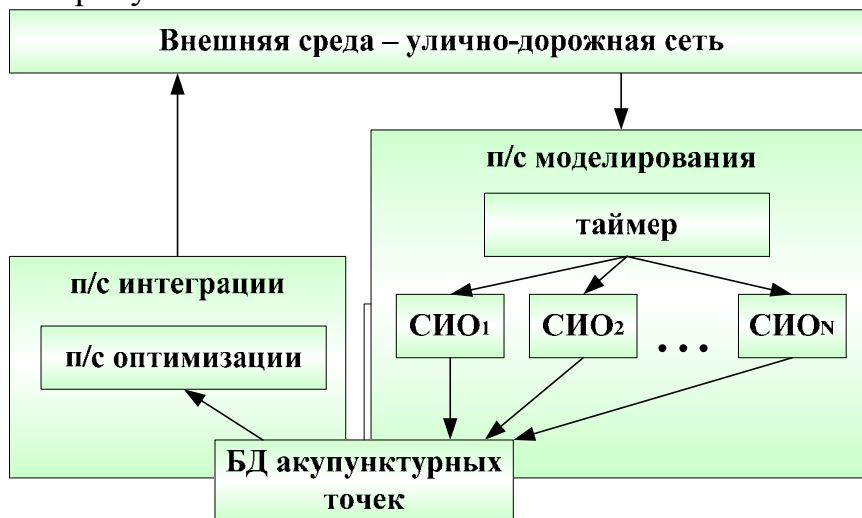 Внешняя среда – улично-дорожная сеть
п/с моделирования
таймер
п/с интеграции
СИО1
СИО2
...
СИОN
п/с оптимизации
БД акупунктурных
точек